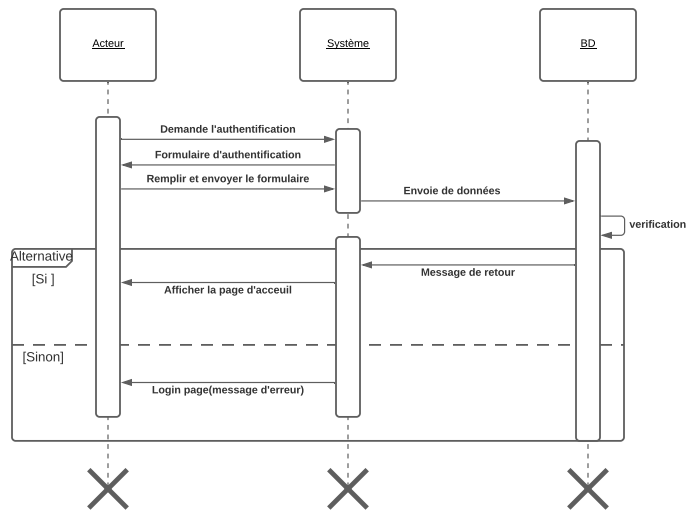 Acteur
Système
BD
Demande l'authentification
Formulaire d'authentification
Remplir et envoyer le formulaire
Envoie de données
verification
Alternative
Message de retour
[Si ]
Afficher la page d'acceuil
[Sinon]
Login page(message d'erreur)